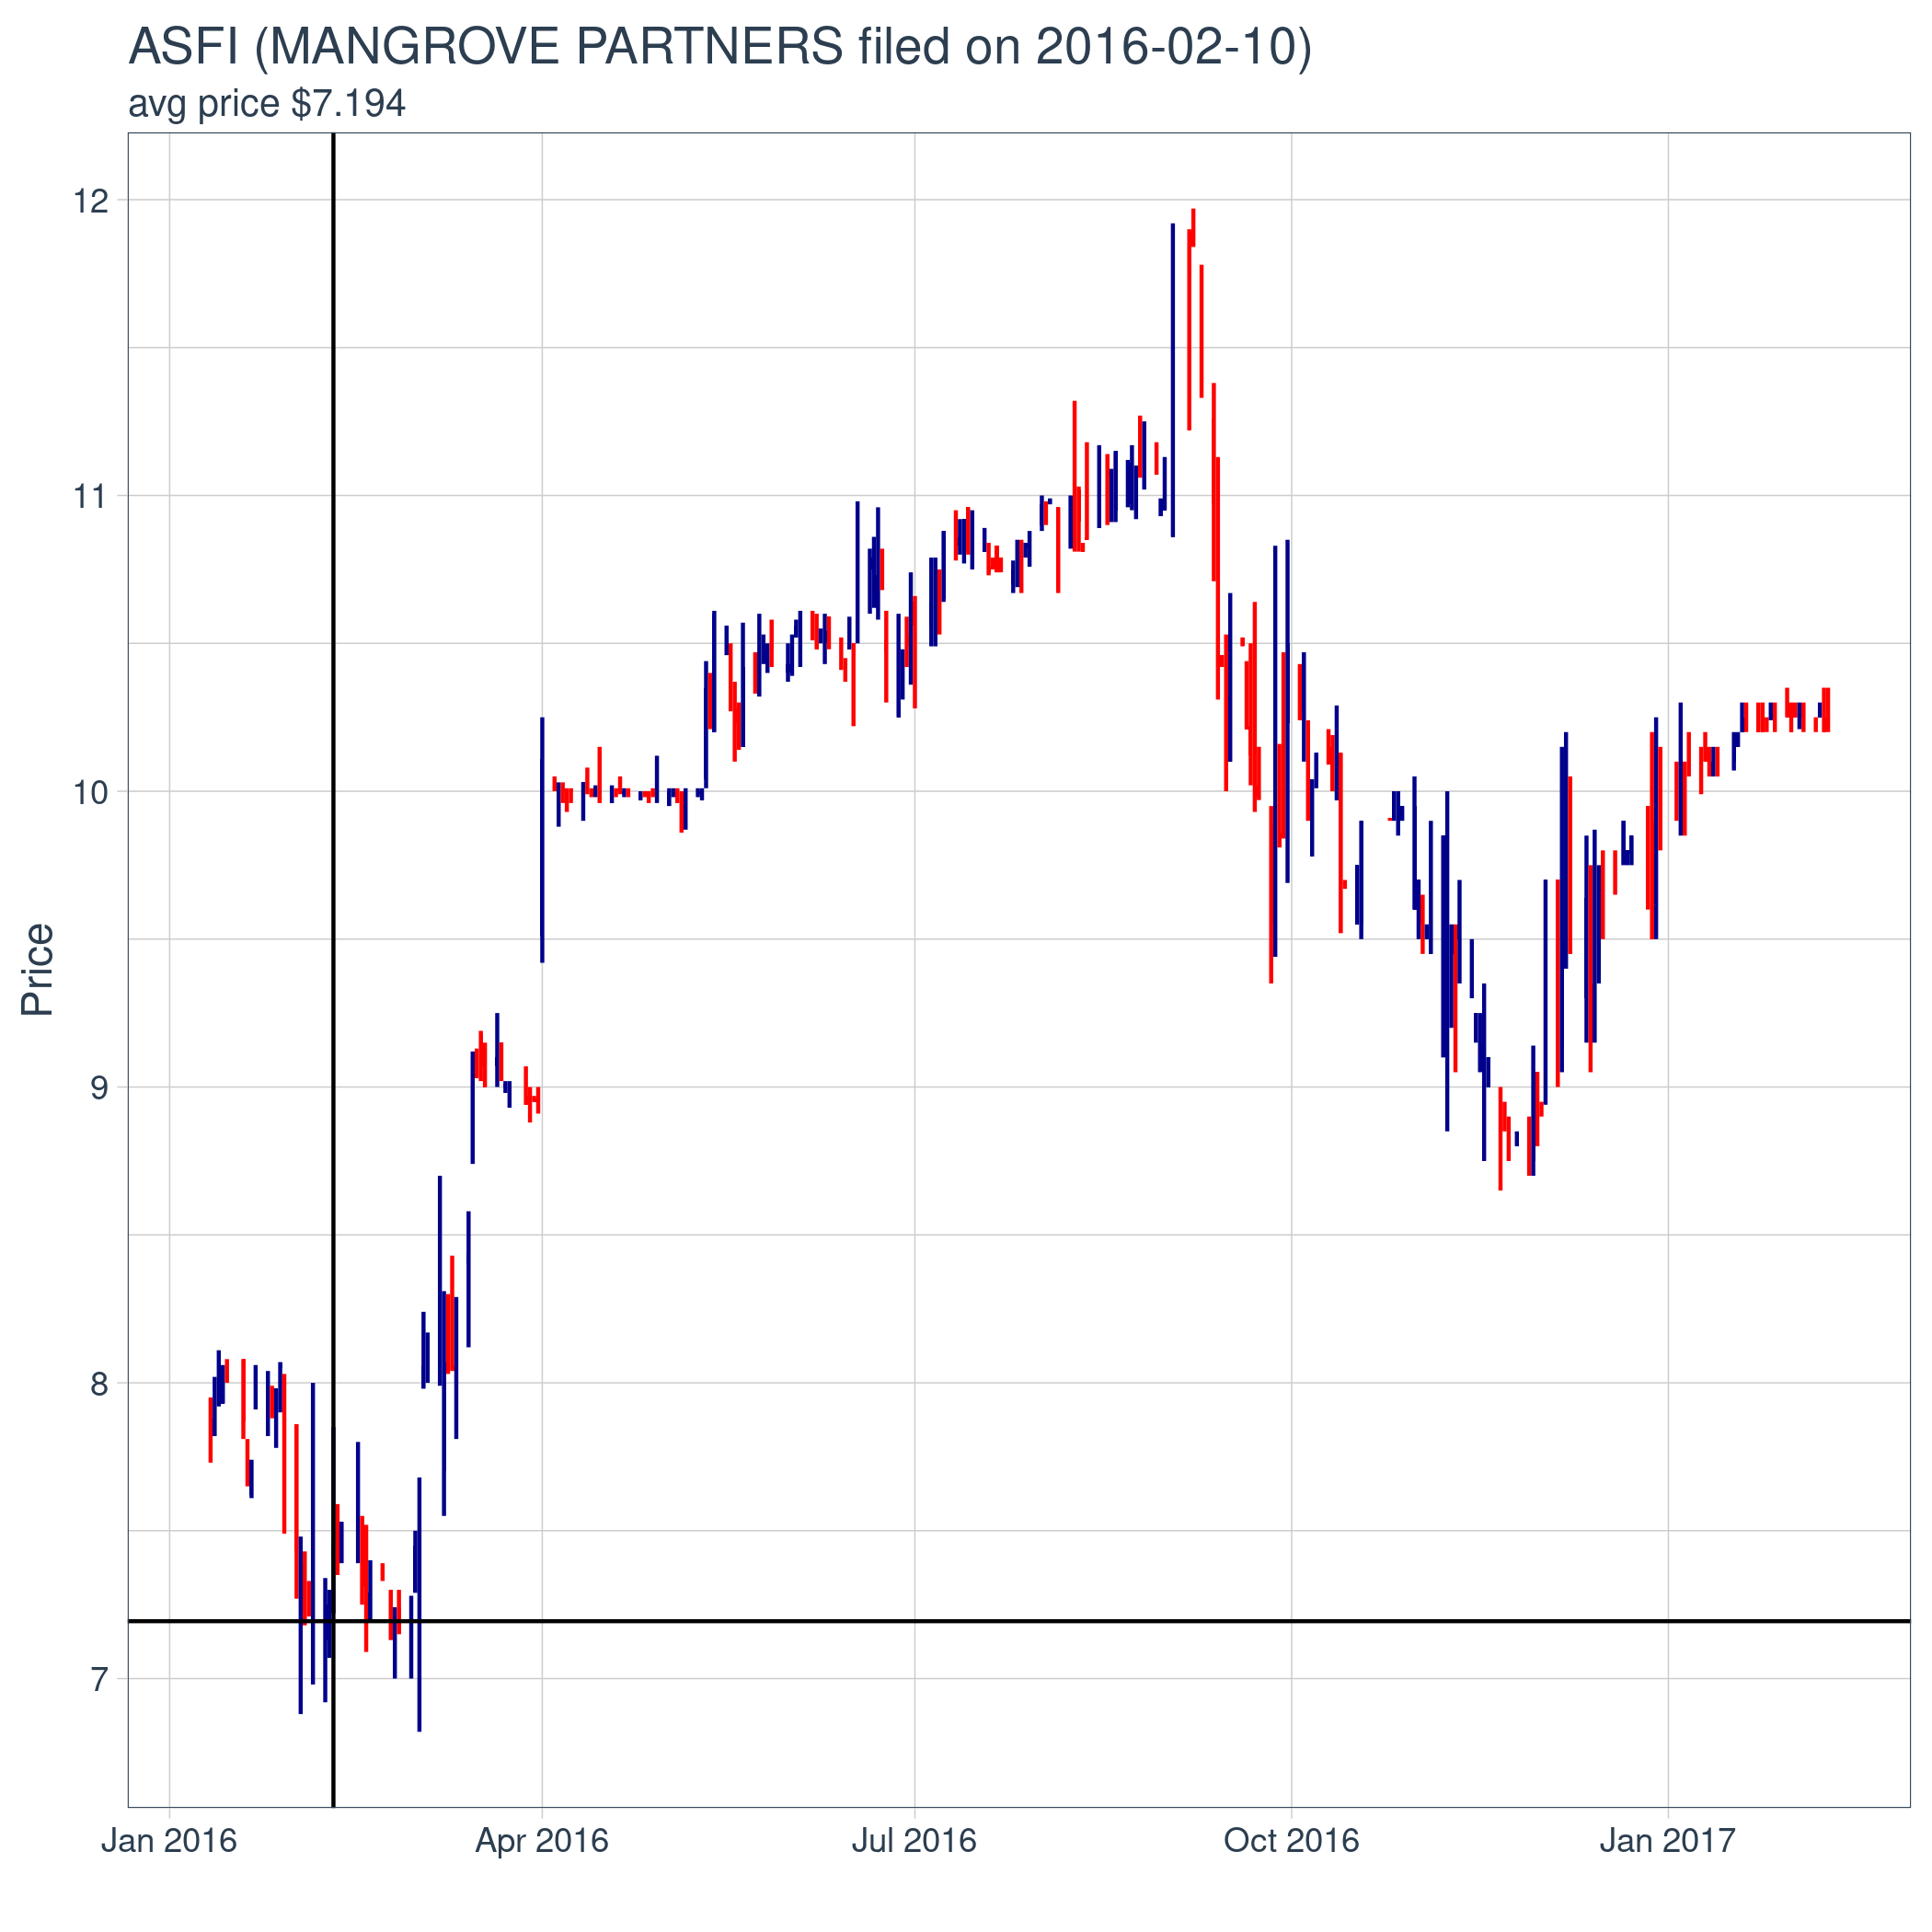 ASFI (MANGROVE PARTNERS filed on 2016-02-10)
avg price $7.194
12
11
10
9
8
7
Price
Jan 2016
Apr 2016
Jul 2016
Oct 2016
Jan 2017